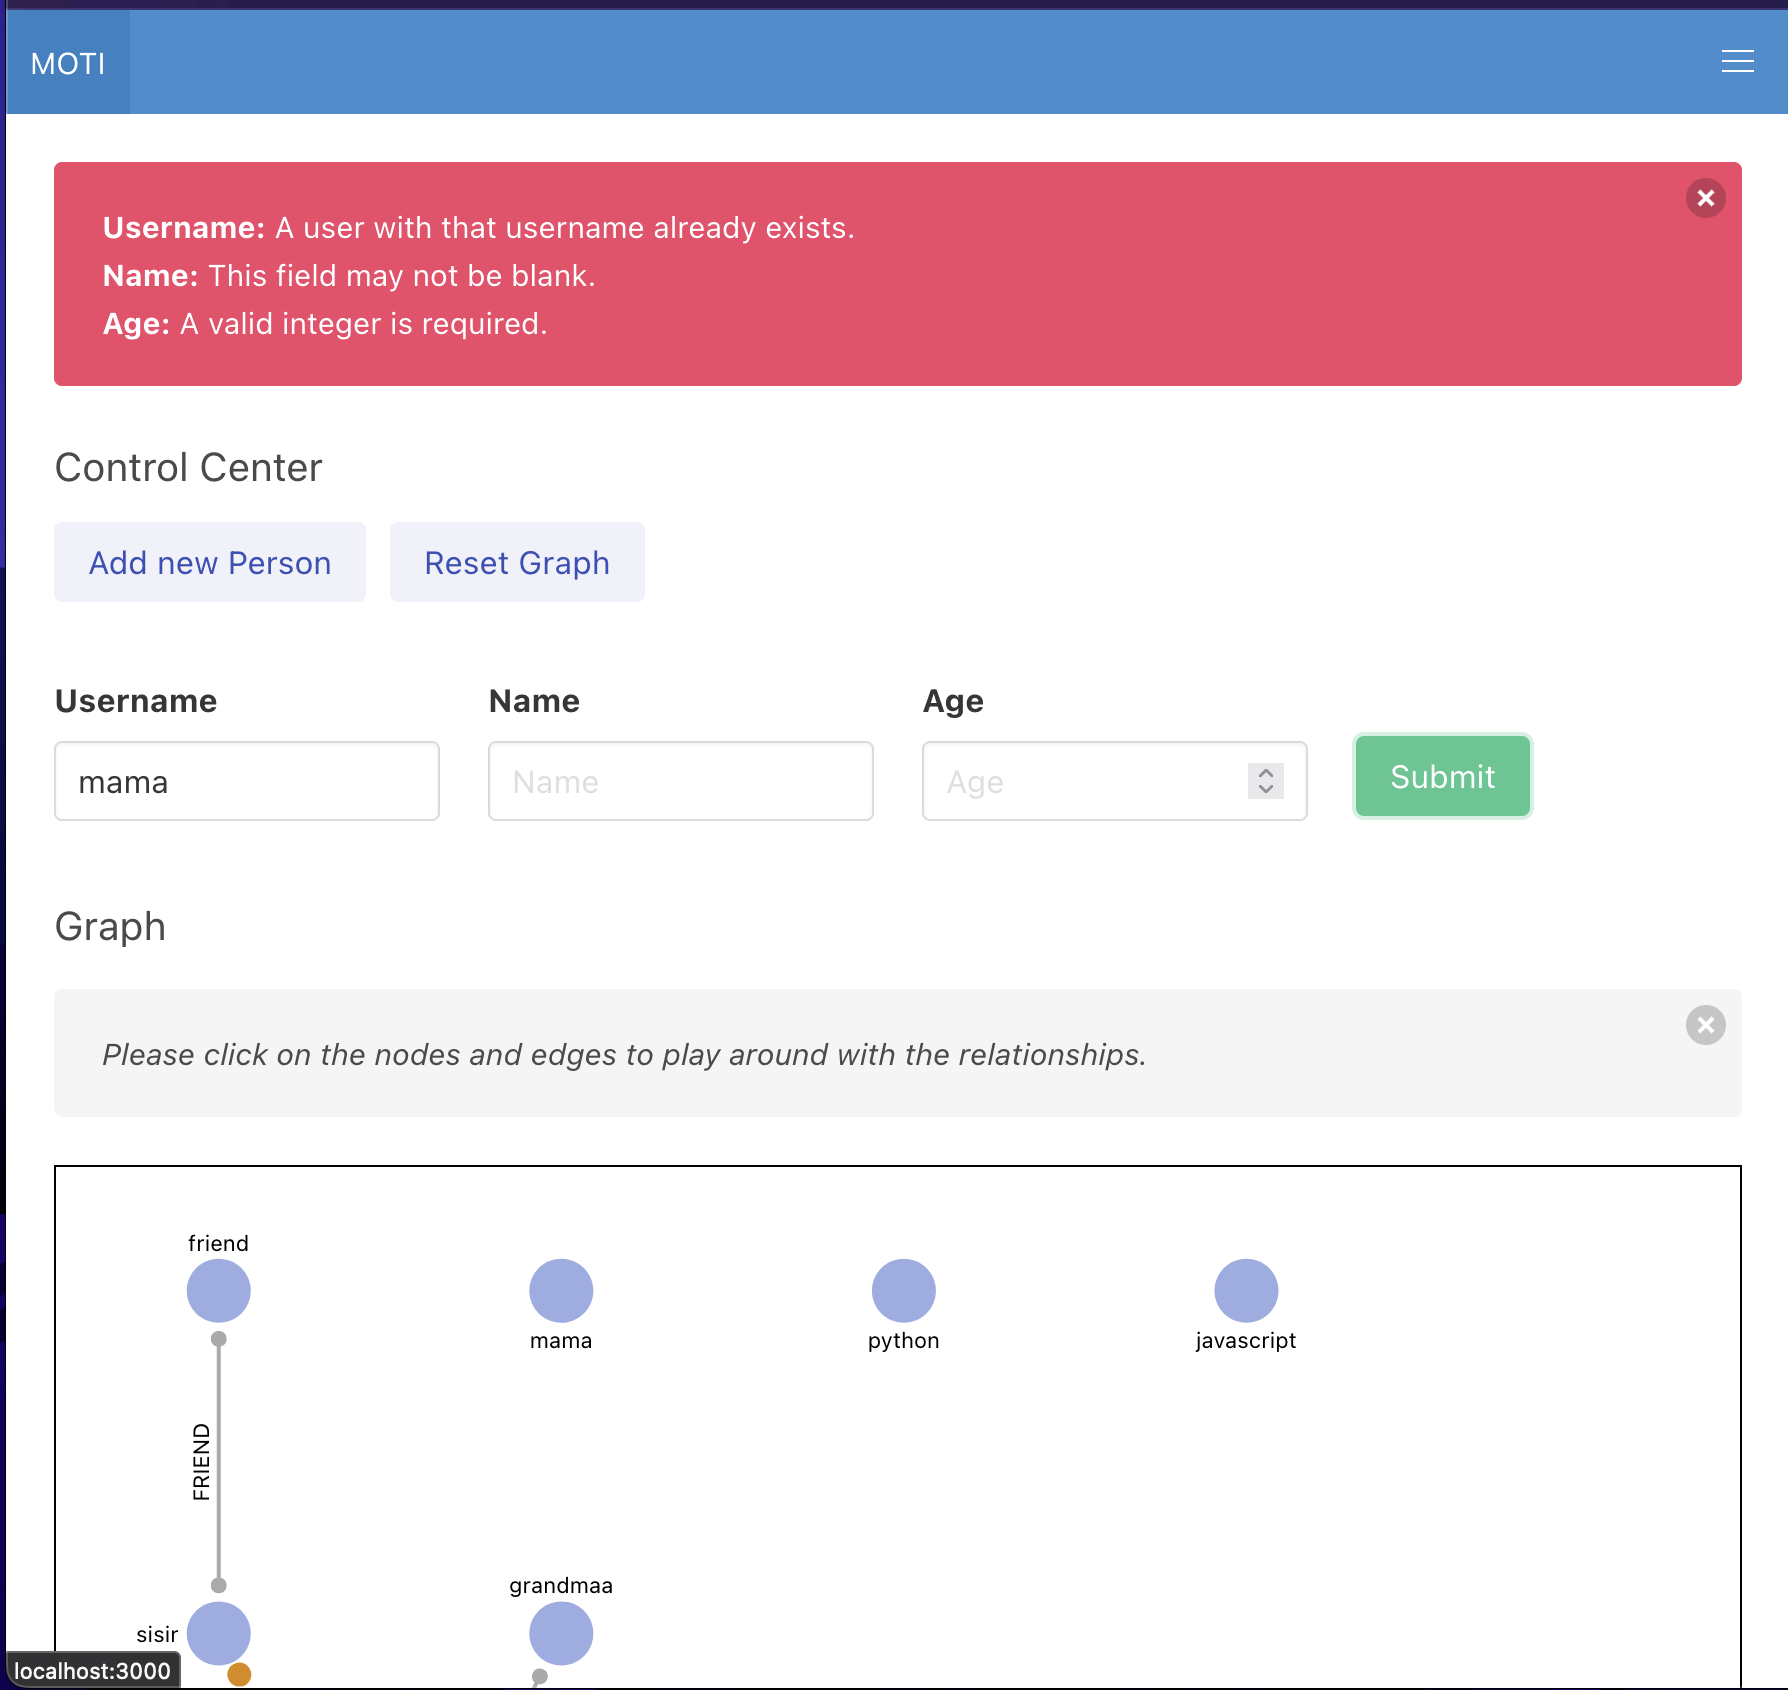 MOTI
Username: A user with that username already exists.
Name: This field may not be blank.
Age: A valid integer is required.
Control Center
Add new Person
Reset Graph
Username
Name
Age
mama
Name
Age
Submit
Graph
Please click on the nodes and edges to play around with the relationships.
friend
mama
python
javascript
FRIEND
grandmaa
sisir
localhost:3000